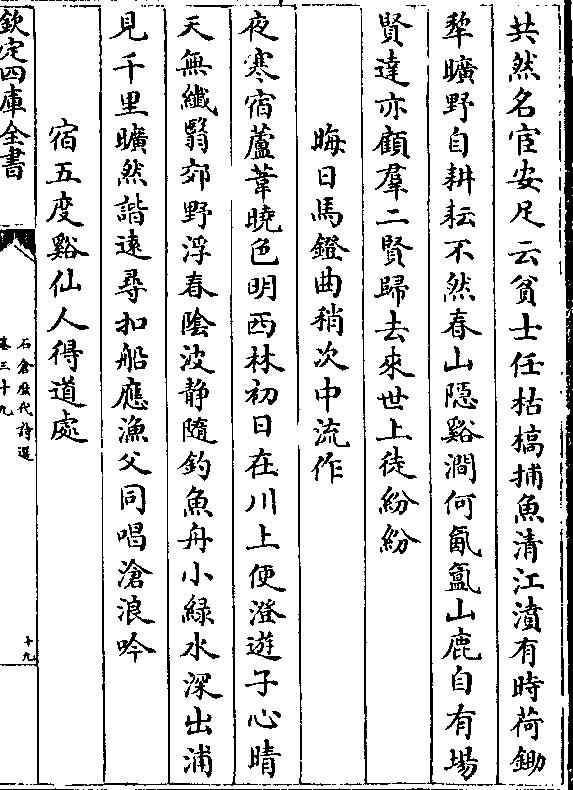 共然名宦安足云貧士任枯槁捕魚清江濆有時荷鋤
犁曠野自耕耘不然春山隱谿澗何氤氳山鹿自有場
賢達亦顧羣二賢歸去來世上徒紛紛
晦日馬鐙曲稍次中流作
夜寒宿蘆葦曉色明西林初日在川上便澄遊子心晴
天無纖翳郊野浮春陰波静隨釣魚舟小緑水深出浦
見千里曠然諧遠尋扣船應漁父同唱滄浪吟
宿五度谿仙人得道處
欽定四庫全書
石倉歷代詩選
卷三十九
十九